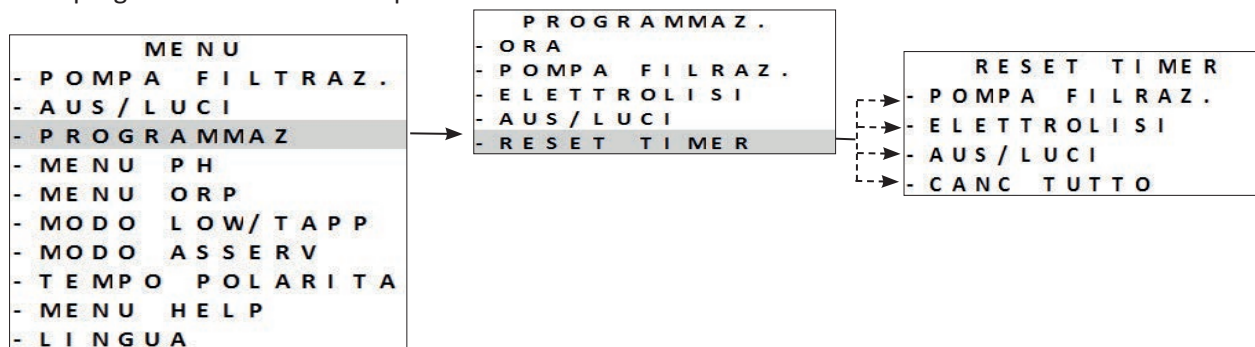 MENU
- POMPA FILTRAZ.
- AUS/LUCI
- PROGRAMMAZ
- MENU PH
- MENU ORP
- MODO LOW/TAPP
- MODO ASSERV
- TEMPO POLARITA
- MENU HELP
- LINGUA
PROGRAMMAZ.
- ORA
- POMPA FILRAZ.
- ELETTROLISI
- AUS/LUCI
- RESET TIMER
RESET TIMER
- POMPA FILRAZ.
- ELETTROLISI
- AUS/LUCI
- CANC TUTTO